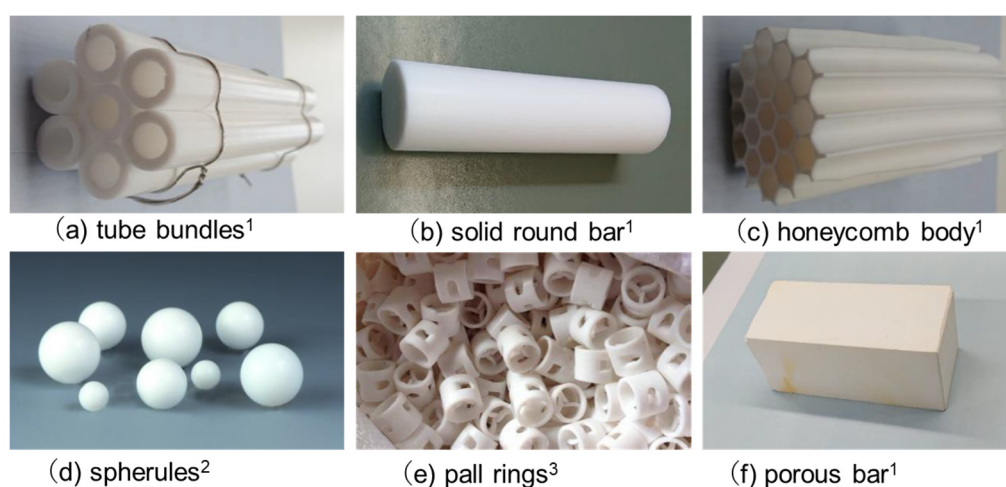 (a) tube bundles¹
(b) solid round bar¹
(c) honeycomb body¹
(d) spherules²
(e) pall rings³
(f) porous bar¹